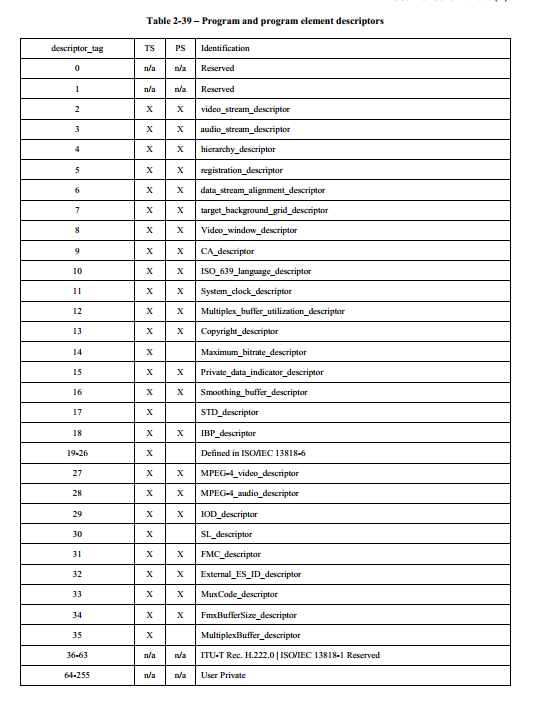 Table 2-39 – Program and program element descriptors
descriptor_tag TS PS Identification
0 n/a n/a Reserved
1 n/a n/a Reserved
2 X X video_stream_descriptor
3 X X audio_stream_descriptor
4 X X hierarchy_descriptor
5 X X registration_descriptor
6 X X data_stream_alignment_descriptor
7 X X target_background_grid_descriptor
8 X X Video_window_descriptor
9 X X CA_descriptor
10 X X ISO_639_language_descriptor
11 X X System_clock_descriptor
12 X X Multiplex_buffer_utilization_descriptor
13 X X Copyright_descriptor
14 X Maximum_bitrate_descriptor
15 X X Private_data_indicator_descriptor
16 X X Smoothing_buffer_descriptor
17 X STD_descriptor
18 X X IBP_descriptor
19-26 X Defined in ISO/IEC 13818-6
27 X X MPEG-4_video_descriptor
28 X X MPEG-4_audio_descriptor
29 X X IOD_descriptor
30 X SL_descriptor
31 X X FMC_descriptor
32 X X External_ES_ID_descriptor
33 X X MuxCode_descriptor
34 X X FmxBufferSize_descriptor
35 X MultiplexBuffer_descriptor
36-63 n/a n/a ITU-T Rec. H.222.0 | ISO/IEC 13818-1 Reserved
64-255 n/a n/a User Private